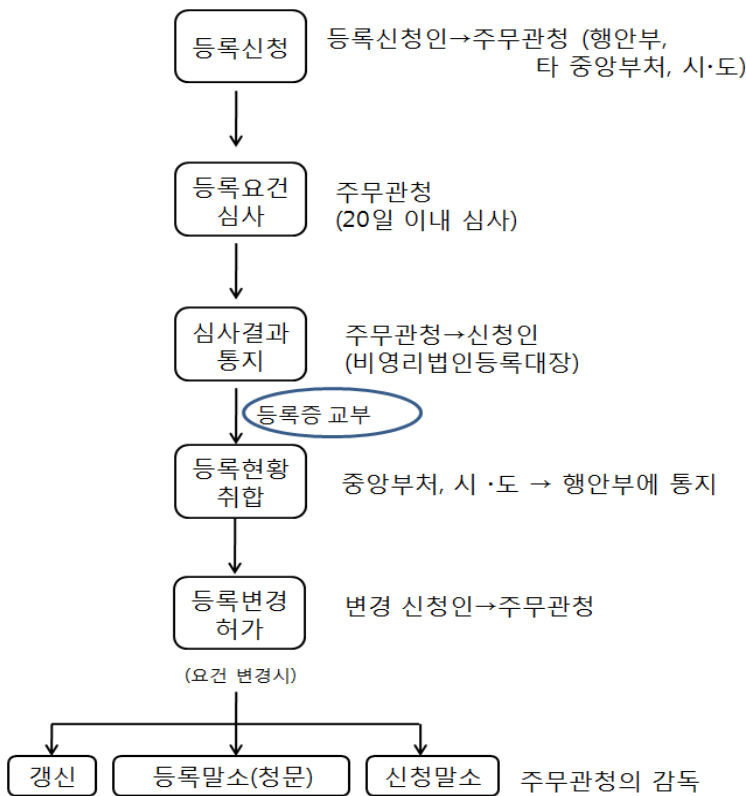 등록신청
등록신청인→주무관청 (행안부,
타 중앙부처, 시·도)
등록요건
심사
주무관청
(20일 이내 심사)
심사결과
통지
주무관청→신청인
(비영리법인등록대장)
등록증 교부
등록현황
취합
중앙부처, 시 ·도 → 행안부에 통지
등록변경
허가
변경 신청인→주무관청
(요건 변경시)
갱신
등록말소(청문)
신청말소
주무관청의 감독